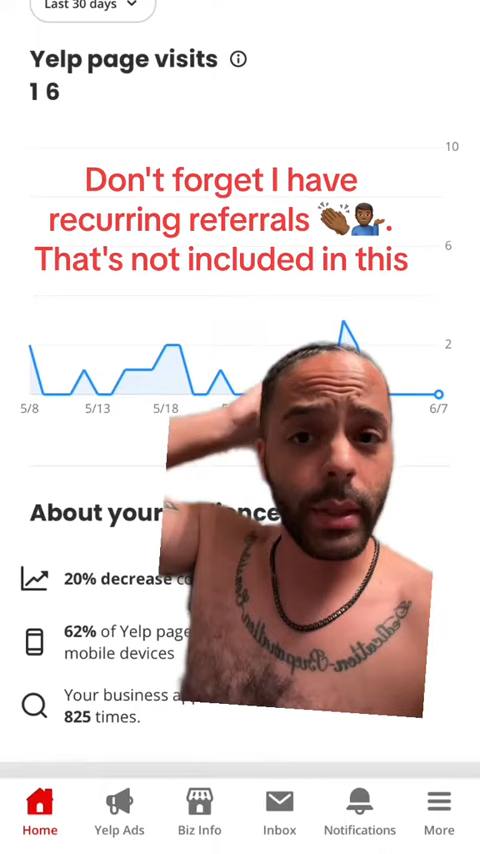 Last 30 days
Yelp page visits
1 6
10
Don't forget I have
recurring referrals 👏🏾💁🏾‍♂️.
That's not included in this
6
2
5/8 5/13 5/18 6/7
About your
20% decrease
62% of Yelp page
mobile devices
Your business
825 times.
Home Yelp Ads Biz Info Inbox Notifications More